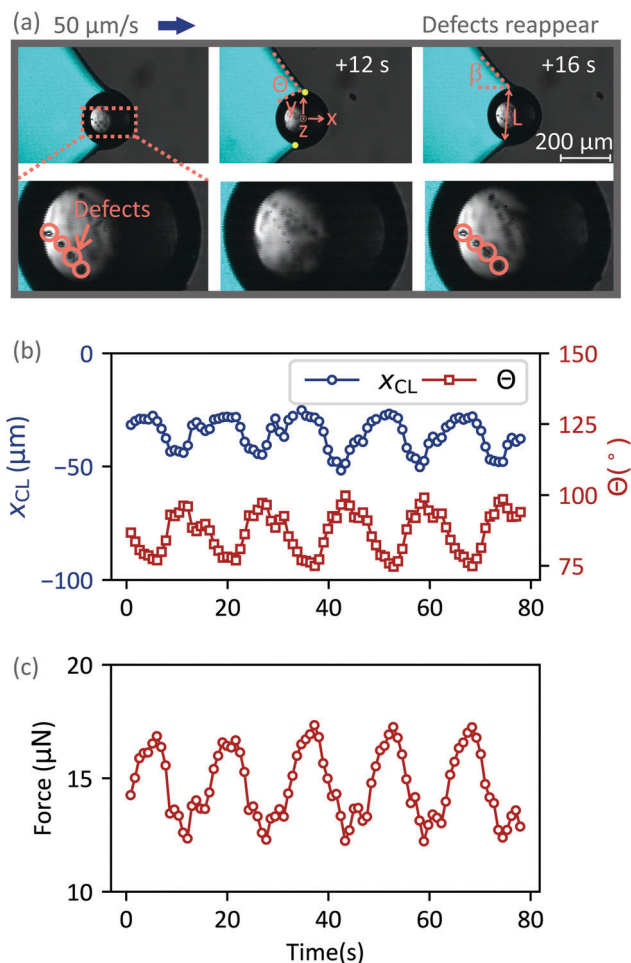 (a) 50 μm/s Defects reappear
+12 s +16 s
Θ β
y x L
z
200 μm
Defects
(b)
0 150
x_CL Θ
125
x_CL (μm) −50 100 Θ(°)
75
−100
0 20 40 60 80
(c)
20
Force (μN) 15
10
0 20 40 60 80
Time(s)